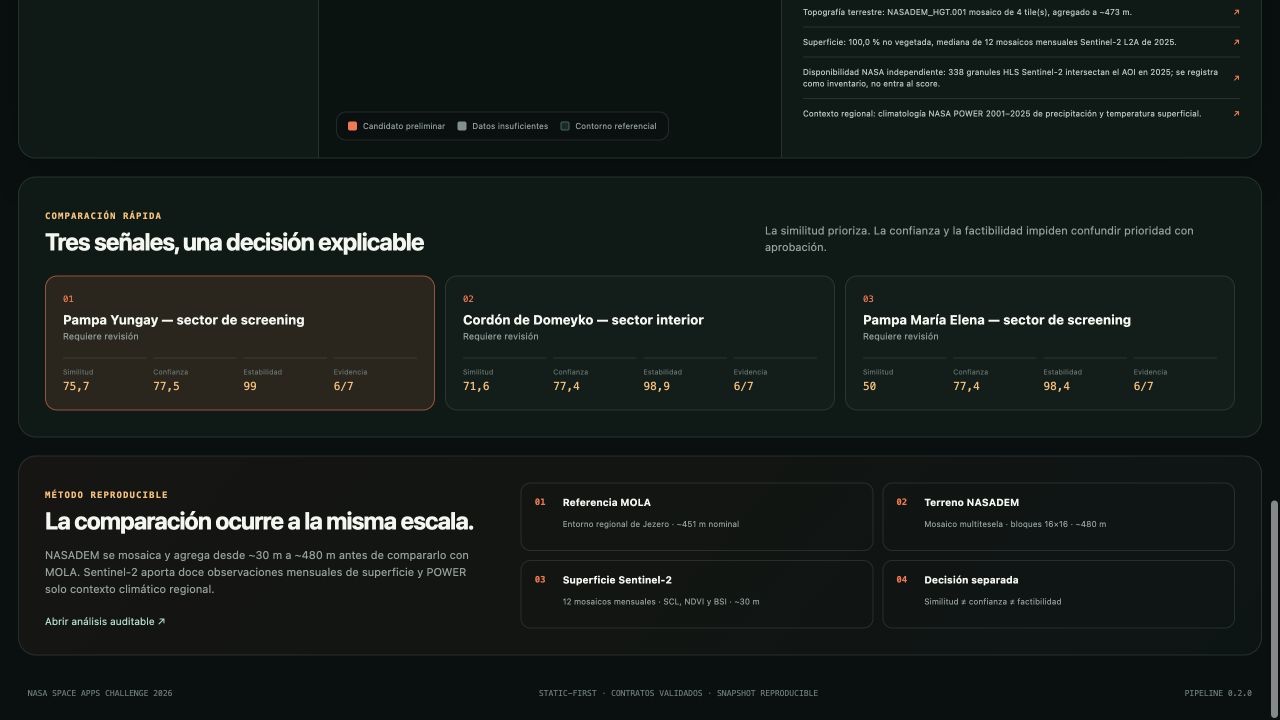 Topografía terrestre: NASADEM_HGT.001 mosaico de 4 tile(s), agregado a ~473 m. ↗
Superficie: 100,0 % no vegetada, mediana de 12 mosaicos mensuales Sentinel-2 L2A de 2025. ↗
Disponibilidad NASA independiente: 338 granules HLS Sentinel-2 intersectan el AOI en 2025; se registra ↗
como inventario, no entra al score.
Contexto regional: climatología NASA POWER 2001–2025 de precipitación y temperatura superficial. ↗
Candidato preliminar Datos insuficientes Contorno referencial
COMPARACIÓN RÁPIDA
Tres señales, una decisión explicable
La similitud prioriza. La confianza y la factibilidad impiden confundir prioridad con
aprobación.
01
Pampa Yungay — sector de screening
Requiere revisión
Similitud Confianza Estabilidad Evidencia
75,7 77,5 99 6/7
02
Cordón de Domeyko — sector interior
Requiere revisión
Similitud Confianza Estabilidad Evidencia
71,6 77,4 98,9 6/7
03
Pampa María Elena — sector de screening
Requiere revisión
Similitud Confianza Estabilidad Evidencia
50 77,4 98,4 6/7
MÉTODO REPRODUCIBLE
La comparación ocurre a la misma escala.
NASADEM se mosaica y agrega desde ~30 m a ~480 m antes de compararlo con
MOLA. Sentinel-2 aporta doce observaciones mensuales de superficie y POWER
solo contexto climático regional.
Abrir análisis auditable ↗
01 Referencia MOLA
Entorno regional de Jezero · ~451 m nominal
02 Terreno NASADEM
Mosaico multitesela · bloques 16×16 · ~480 m
03 Superficie Sentinel-2
12 mosaicos mensuales · SCL, NDVI y BSI · ~30 m
04 Decisión separada
Similitud ≠ confianza ≠ factibilidad
NASA SPACE APPS CHALLENGE 2026
STATIC-FIRST · CONTRATOS VALIDADOS · SNAPSHOT REPRODUCIBLE
PIPELINE 0.2.0